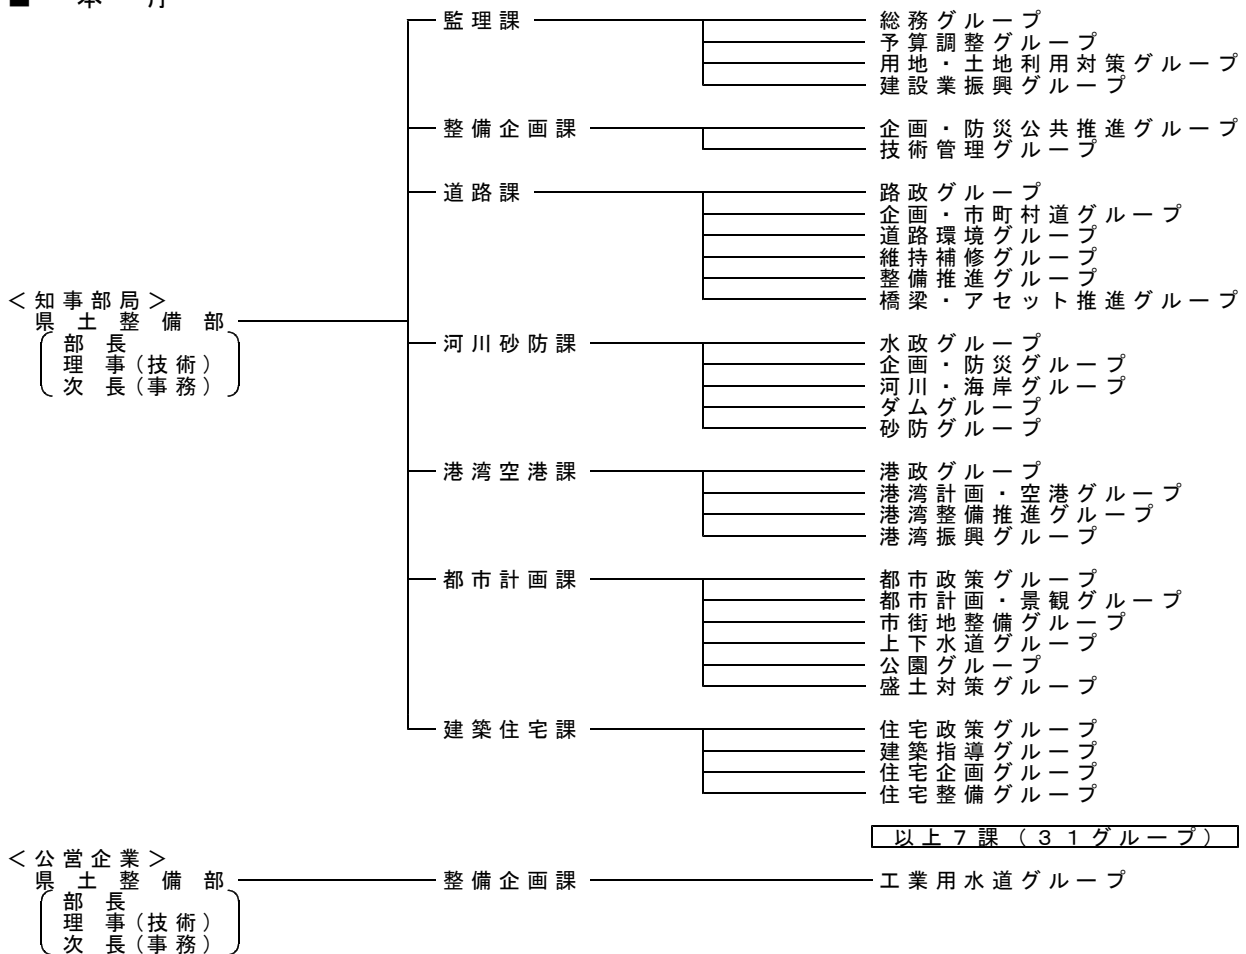 ■ 本 庁
監理課
総務グループ
予算調整グループ
用地・土地利用対策グループ
建設業振興グループ
整備企画課
企画・防災公共推進グループ
技術管理グループ
道路課
路政グループ
企画・市町村道グループ
道路環境グループ
維持補修グループ
整備推進グループ
橋梁・アセット推進グループ
<知事部局>
県土整備部
部長
理事(技術)
次長(事務)
河川砂防課
水政グループ
企画・防災グループ
河川・海岸グループ
ダムグループ
砂防グループ
港湾空港課
港政グループ
港湾計画・空港グループ
港湾整備推進グループ
港湾振興グループ
都市計画課
都市政策グループ
都市計画・景観グループ
市街地整備グループ
上下水道グループ
公園グループ
盛土対策グループ
建築住宅課
住宅政策グループ
建築指導グループ
住宅企画グループ
住宅整備グループ
以上7課(31グループ)
<公営企業>
県土整備部
部長
理事(技術)
次長(事務)
整備企画課
工業用水道グループ